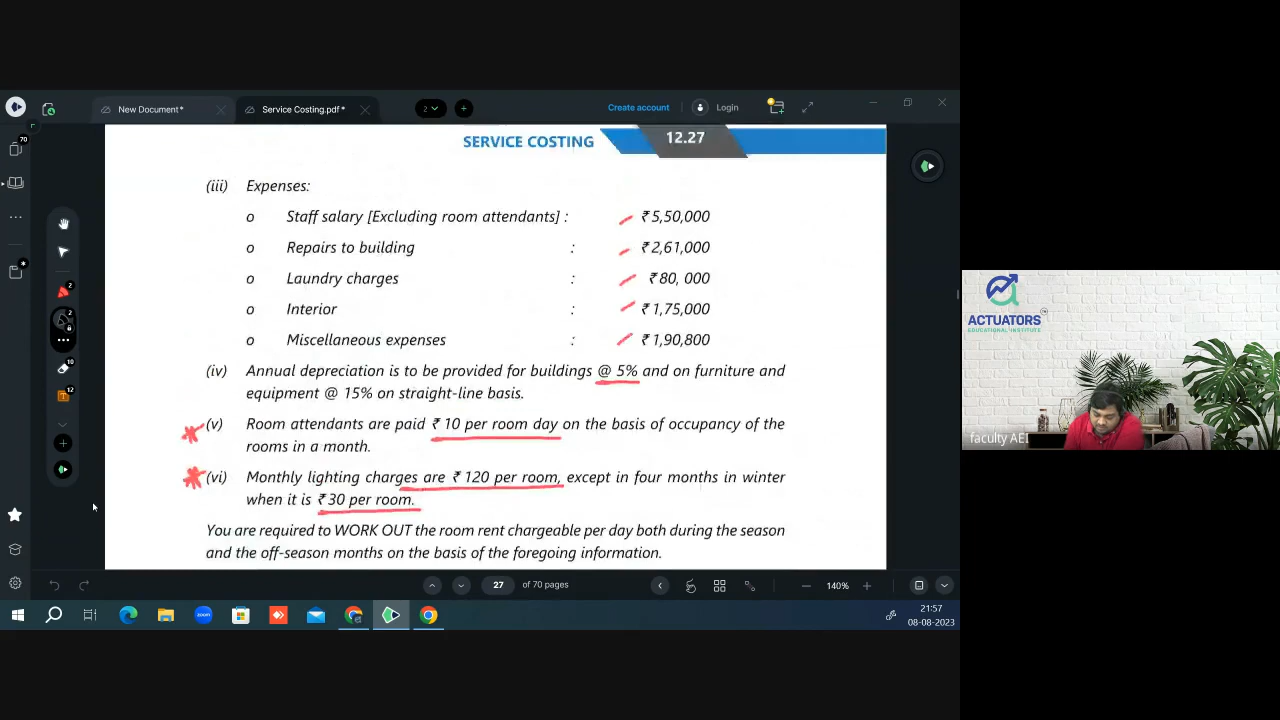 New Document*
Service Costing.pdf*
2
Create account
Login
70
SERVICE COSTING 12.27
(iii) Expenses:
o Staff salary [Excluding room attendants] : ₹ 5,50,000
o Repairs to building : ₹ 2,61,000
o Laundry charges : ₹ 80, 000
o Interior : ₹ 1,75,000
o Miscellaneous expenses : ₹ 1,90,800
(iv) Annual depreciation is to be provided for buildings @ 5% and on furniture and
equipment @ 15% on straight-line basis.
(v) Room attendants are paid ₹ 10 per room day on the basis of occupancy of the
rooms in a month.
(vi) Monthly lighting charges are ₹ 120 per room, except in four months in winter
when it is ₹ 30 per room.
You are required to WORK OUT the room rent chargeable per day both during the season
and the off-season months on the basis of the foregoing information.
2
2
10
12
27 of 70 pages
140%
zoom
21:57
08-08-2023
ACTUATORS
EDUCATIONAL INSTITUTE
faculty AEI